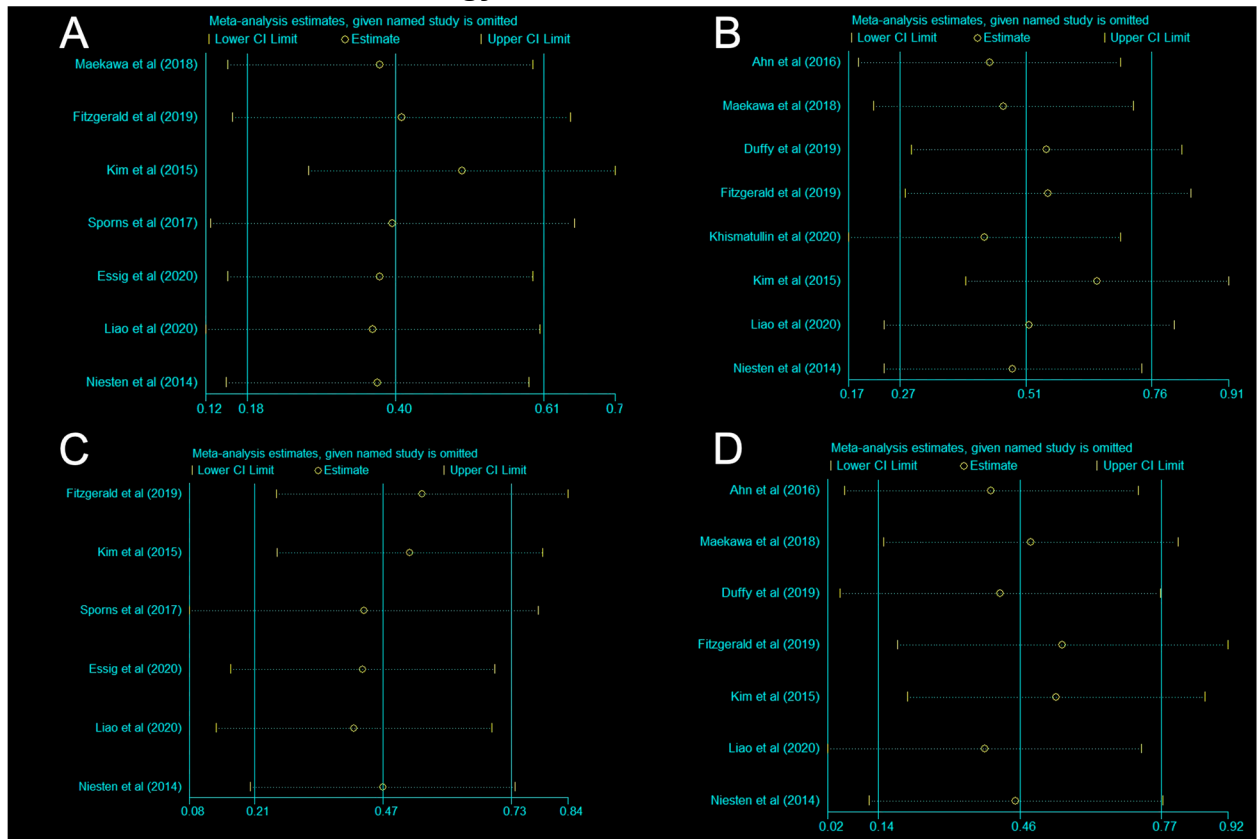 A
Meta-analysis estimates, given named study is omitted
Lower CI Limit Estimate Upper CI Limit
Maekawa et al (2018)
Fitzgerald et al (2019)
Kim et al (2015)
Sporns et al (2017)
Essig et al (2020)
Liao et al (2020)
Niesten et al (2014)
0.12 0.18 0.40 0.61 0.7
B
Meta-analysis estimates, given named study is omitted
Lower CI Limit Estimate Upper CI Limit
Ahn et al (2016)
Maekawa et al (2018)
Duffy et al (2019)
Fitzgerald et al (2019)
Khismatullin et al (2020)
Kim et al (2015)
Liao et al (2020)
Niesten et al (2014)
0.17 0.27 0.51 0.76 0.91
C
Meta-analysis estimates, given named study is omitted
Lower CI Limit Estimate Upper CI Limit
Fitzgerald et al (2019)
Kim et al (2015)
Sporns et al (2017)
Essig et al (2020)
Liao et al (2020)
Niesten et al (2014)
0.08 0.21 0.47 0.73 0.84
D
Meta-analysis estimates, given named study is omitted
Lower CI Limit Estimate Upper CI Limit
Ahn et al (2016)
Maekawa et al (2018)
Duffy et al (2019)
Fitzgerald et al (2019)
Kim et al (2015)
Liao et al (2020)
Niesten et al (2014)
0.02 0.14 0.46 0.77 0.92